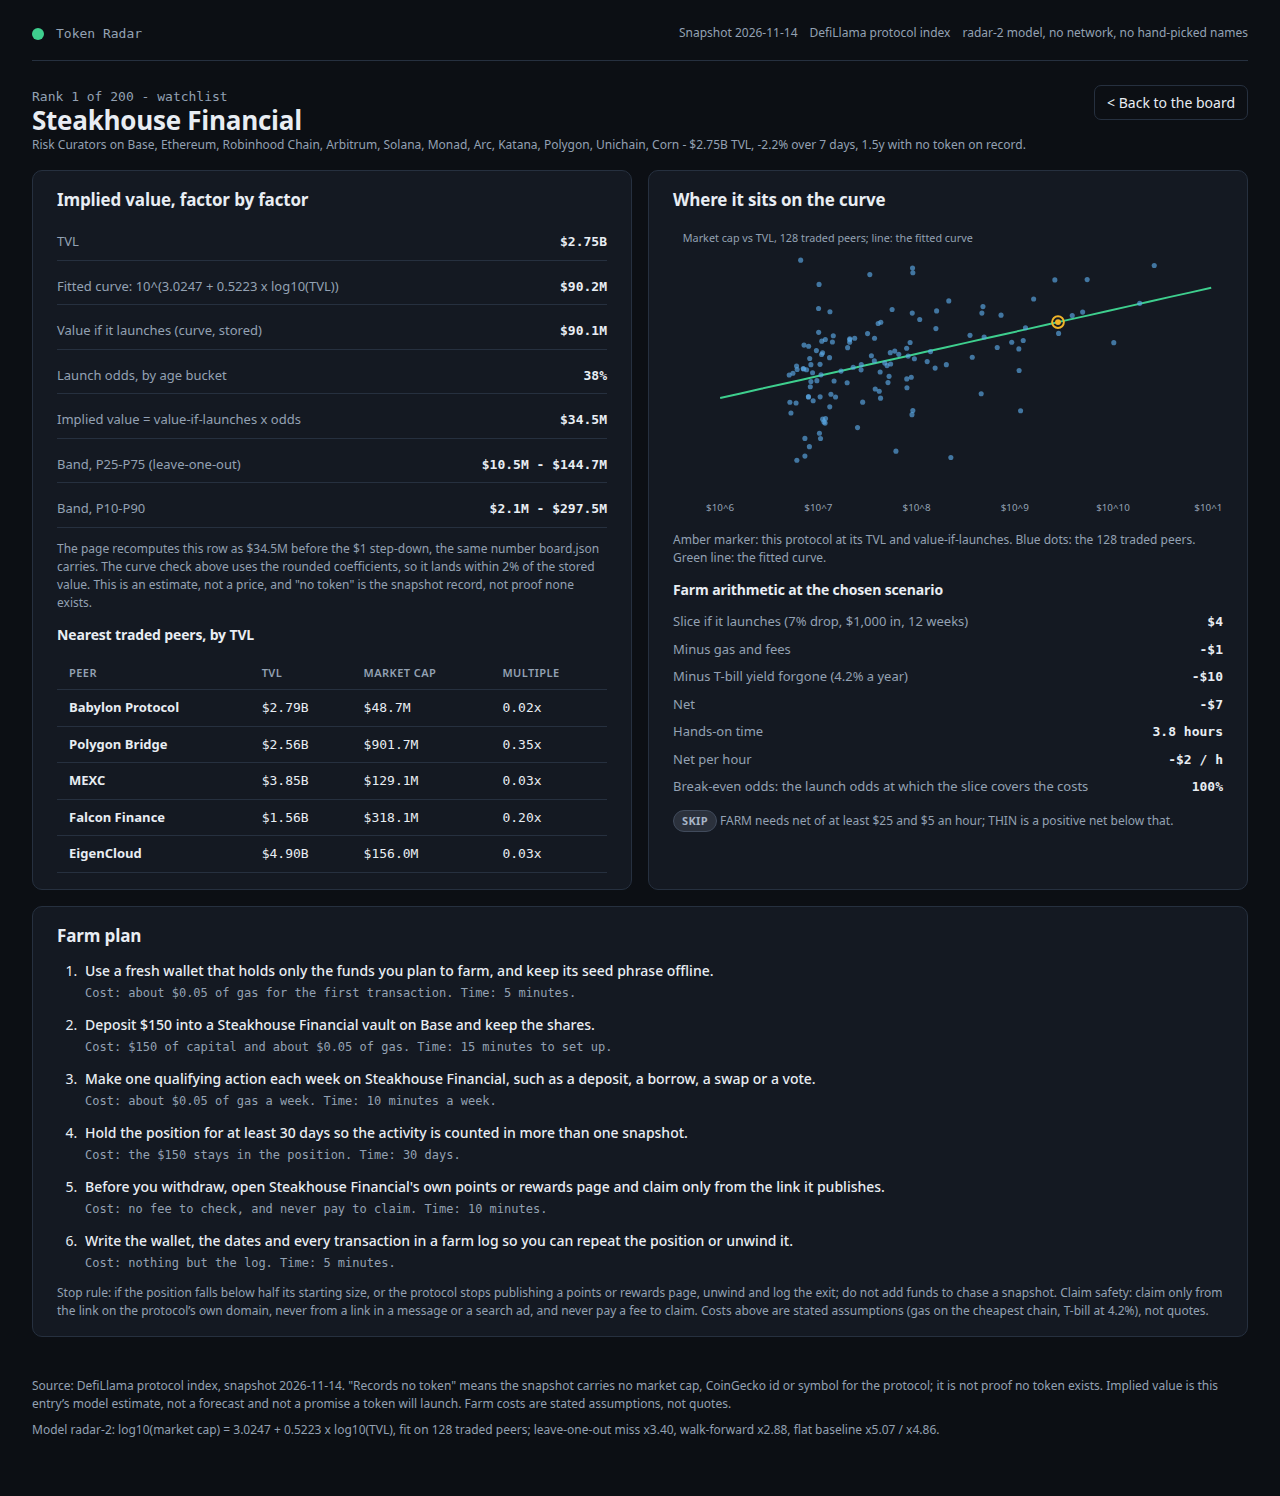 Token Radar
Snapshot 2026-11-14 DefiLlama protocol index radar-2 model, no network, no hand-picked names
Rank 1 of 200 - watchlist
Steakhouse Financial
< Back to the board
Risk Curators on Base, Ethereum, Robinhood Chain, Arbitrum, Solana, Monad, Arc, Katana, Polygon, Unichain, Corn - $2.75B TVL, -2.2% over 7 days, 1.5y with no token on record.
Implied value, factor by factor
TVL $2.75B
Fitted curve: 10^(3.0247 + 0.5223 x log10(TVL)) $90.2M
Value if it launches (curve, stored) $90.1M
Launch odds, by age bucket 38%
Implied value = value-if-launches x odds $34.5M
Band, P25-P75 (leave-one-out) $10.5M - $144.7M
Band, P10-P90 $2.1M - $297.5M
The page recomputes this row as $34.5M before the $1 step-down, the same number board.json
carries. The curve check above uses the rounded coefficients, so it lands within 2% of the stored
value. This is an estimate, not a price, and "no token" is the snapshot record, not proof none
exists.
Nearest traded peers, by TVL
PEER TVL MARKET CAP MULTIPLE
Babylon Protocol $2.79B $48.7M 0.02x
Polygon Bridge $2.56B $901.7M 0.35x
MEXC $3.85B $129.1M 0.03x
Falcon Finance $1.56B $318.1M 0.20x
EigenCloud $4.90B $156.0M 0.03x
Where it sits on the curve
Market cap vs TVL, 128 traded peers; line: the fitted curve
$10^6 $10^7 $10^8 $10^9 $10^10 $10^1
Amber marker: this protocol at its TVL and value-if-launches. Blue dots: the 128 traded peers.
Green line: the fitted curve.
Farm arithmetic at the chosen scenario
Slice if it launches (7% drop, $1,000 in, 12 weeks) $4
Minus gas and fees -$1
Minus T-bill yield forgone (4.2% a year) -$10
Net -$7
Hands-on time 3.8 hours
Net per hour -$2 / h
Break-even odds: the launch odds at which the slice covers the costs 100%
SKIP FARM needs net of at least $25 and $5 an hour; THIN is a positive net below that.
Farm plan
1. Use a fresh wallet that holds only the funds you plan to farm, and keep its seed phrase offline.
Cost: about $0.05 of gas for the first transaction. Time: 5 minutes.
2. Deposit $150 into a Steakhouse Financial vault on Base and keep the shares.
Cost: $150 of capital and about $0.05 of gas. Time: 15 minutes to set up.
3. Make one qualifying action each week on Steakhouse Financial, such as a deposit, a borrow, a swap or a vote.
Cost: about $0.05 of gas a week. Time: 10 minutes a week.
4. Hold the position for at least 30 days so the activity is counted in more than one snapshot.
Cost: the $150 stays in the position. Time: 30 days.
5. Before you withdraw, open Steakhouse Financial's own points or rewards page and claim only from the link it publishes.
Cost: no fee to check, and never pay to claim. Time: 10 minutes.
6. Write the wallet, the dates and every transaction in a farm log so you can repeat the position or unwind it.
Cost: nothing but the log. Time: 5 minutes.
Stop rule: if the position falls below half its starting size, or the protocol stops publishing a points or rewards page, unwind and log the exit; do not add funds to chase a snapshot. Claim safety: claim only from
the link on the protocol's own domain, never from a link in a message or a search ad, and never pay a fee to claim. Costs above are stated assumptions (gas on the cheapest chain, T-bill at 4.2%), not quotes.
Source: DefiLlama protocol index, snapshot 2026-11-14. "Records no token" means the snapshot carries no market cap, CoinGecko id or symbol for the protocol; it is not proof no token exists. Implied value is this
entry's model estimate, not a forecast and not a promise a token will launch. Farm costs are stated assumptions, not quotes.
Model radar-2: log10(market cap) = 3.0247 + 0.5223 x log10(TVL), fit on 128 traded peers; leave-one-out miss x3.40, walk-forward x2.88, flat baseline x5.07 / x4.86.